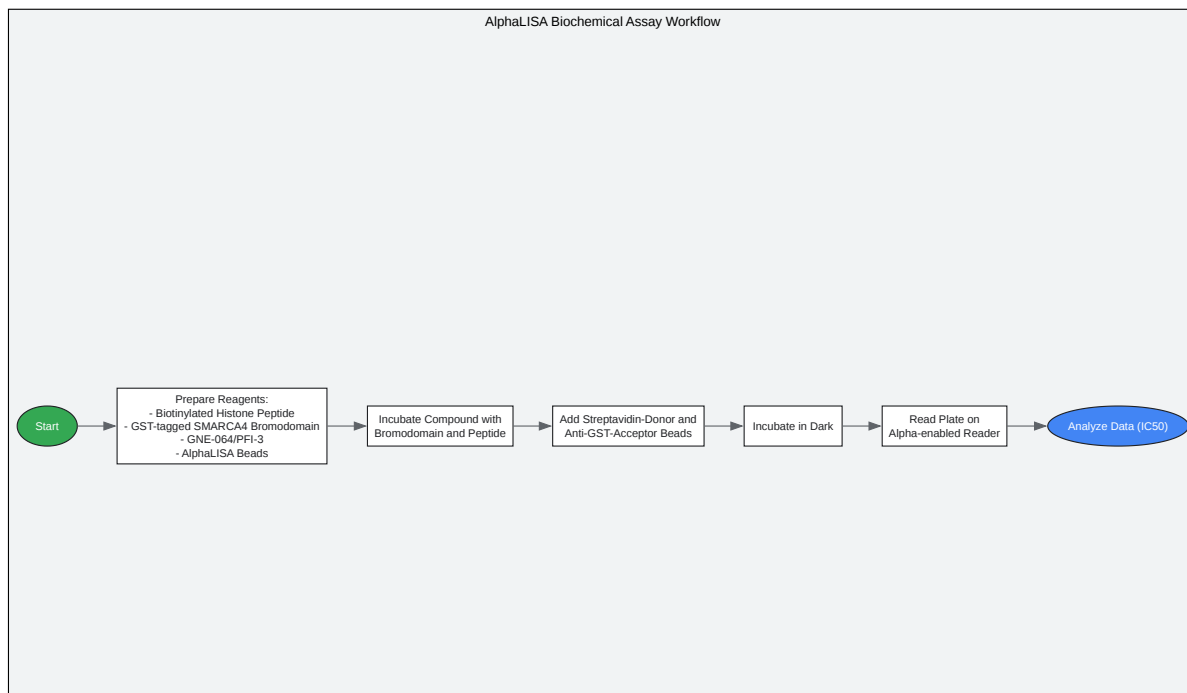 AlphaLISA Biochemical Assay Workflow
Start
Prepare Reagents:
- Biotinylated Histone Peptide
- GST-tagged SMARCA4 Bromodomain
- GNE-064/PFI-3
- AlphaLISA Beads
Incubate Compound with
Bromodomain and Peptide
Add Streptavidin-Donor and
Anti-GST-Acceptor Beads
Incubate in Dark
Read Plate on
Alpha-enabled Reader
Analyze Data (IC50)